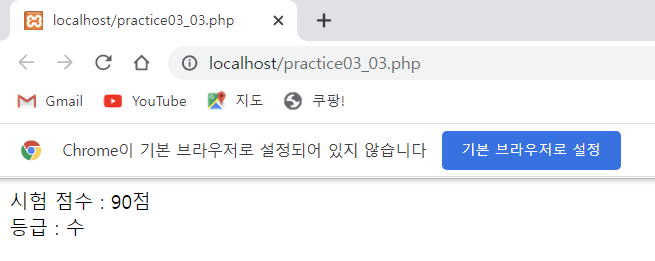 localhost/practice03_03.php
localhost/practice03_03.php
Gmail YouTube 지도 쿠팡!
Chrome이 기본 브라우저로 설정되어 있지 않습니다 기본 브라우저로 설정
시험 점수 : 90점
등급 : 수